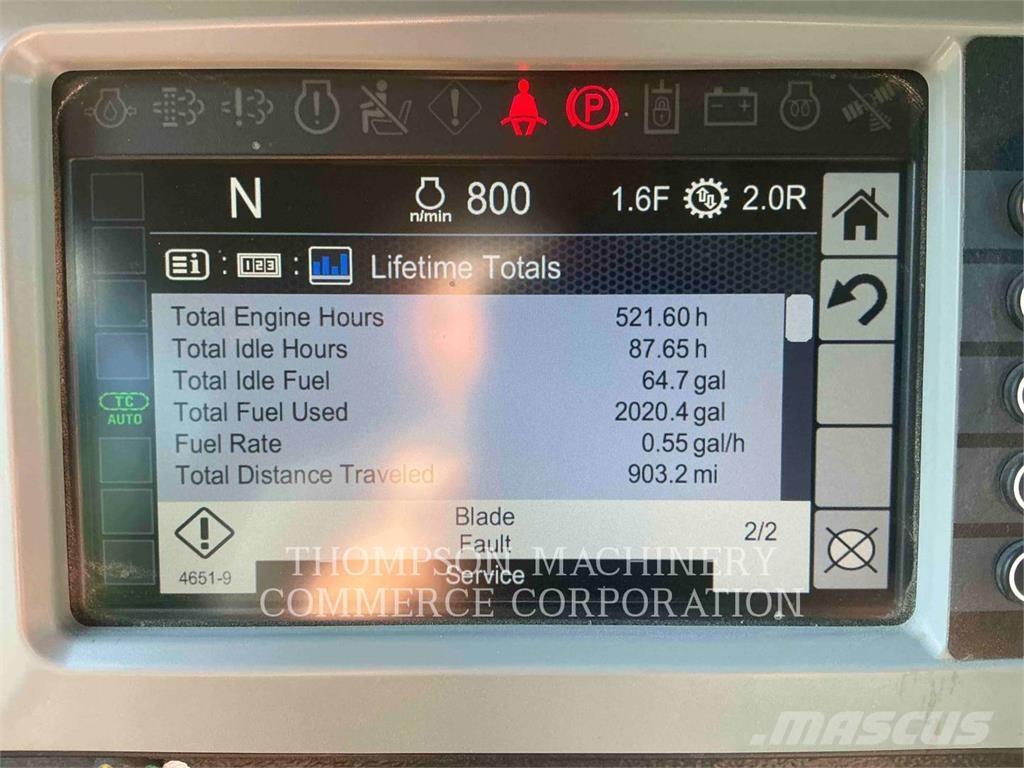 P
N n/min 800 1.6F 2.0R
123 : Lifetime Totals
Total Engine Hours 521.60 h
Total Idle Hours 87.65 h
Total Idle Fuel 64.7 gal
TC
AUTO
Total Fuel Used 2020.4 gal
Fuel Rate 0.55 gal/h
Total Distance Traveled 903.2 mi
Blade
Fault
2/2
4651-9
Service
THOMPSON MACHINERY
COMMERCE CORPORATION
MASCUS